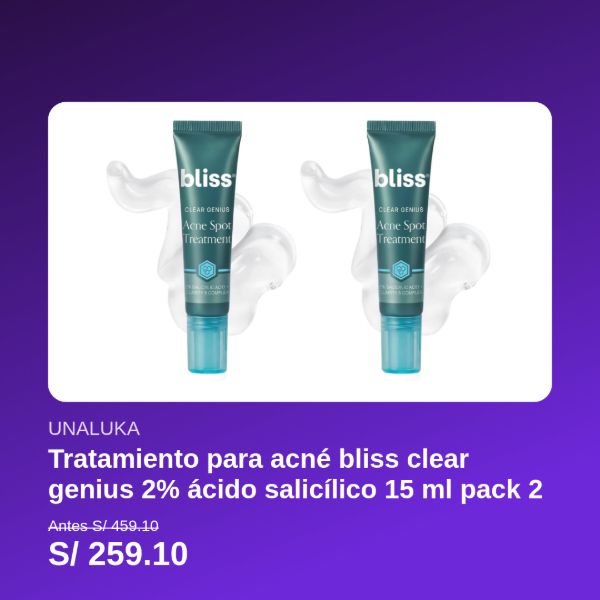 bliss
bliss
CLEAR GENIUS
CLEAR GENIUS
Acne Spot
Treatment
Acne Spot
Treatment
UNALUKA
Tratamiento para acné bliss clear
genius 2% ácido salicílico 15 ml pack 2
Antes S/ 459.10
S/ 259.10